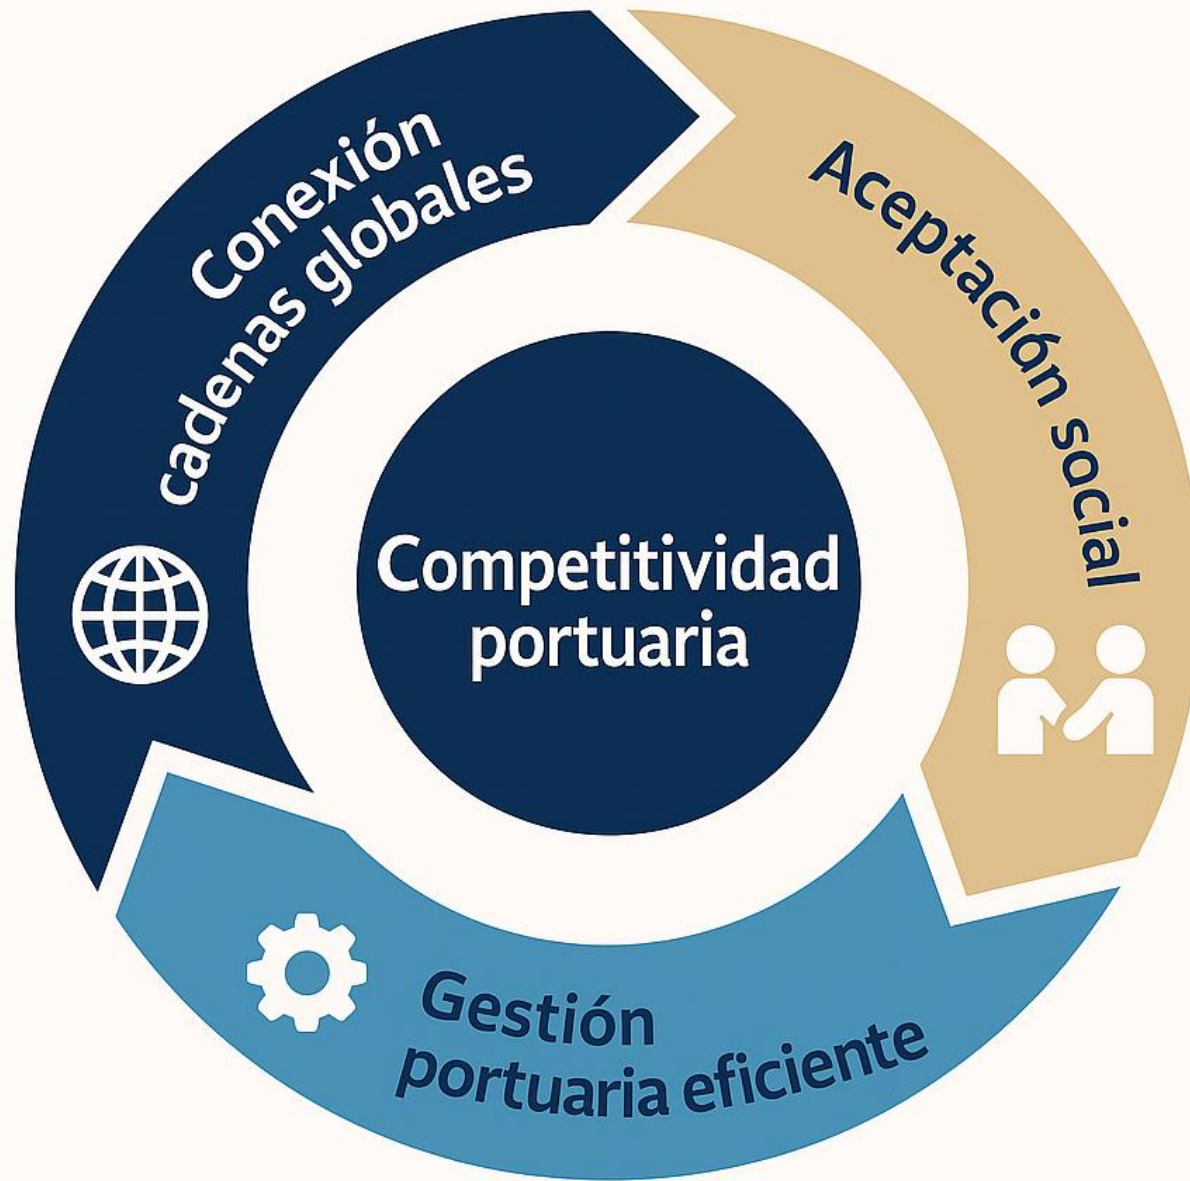 Conexión
cadenas globales
Aceptación social
Competitividad
portuaria
Gestión
portuaria eficiente